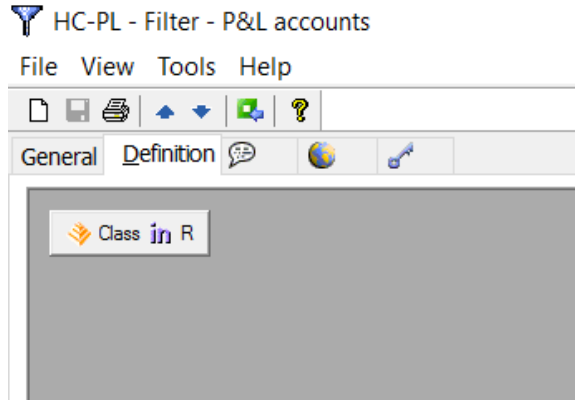 HC-PL - Filter - P&L accounts
File View Tools Help
General Definition
Class in R